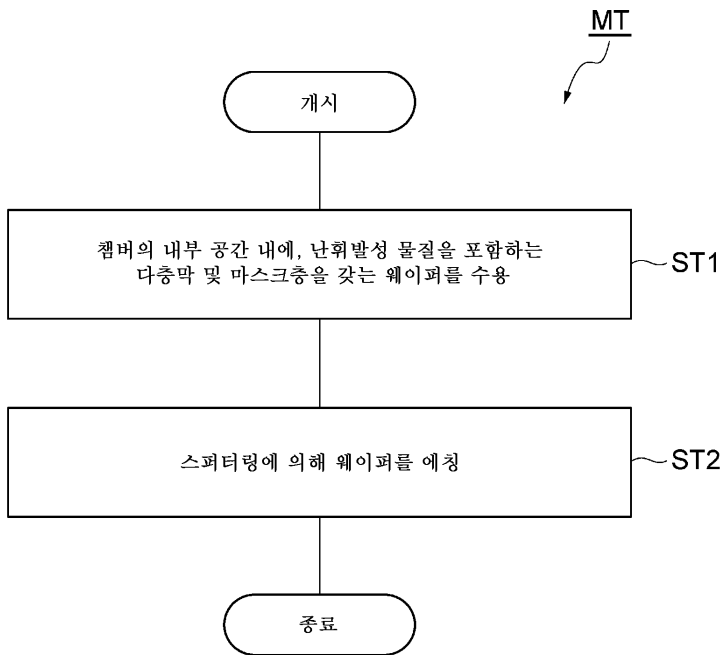 MT
개시
챔버의 내부 공간 내에, 난휘발성 물질을 포함하는
다층막 및 마스크층을 갖는 웨이퍼를 수용
ST1
스퍼터링에 의해 웨이퍼를 에칭
ST2
종료